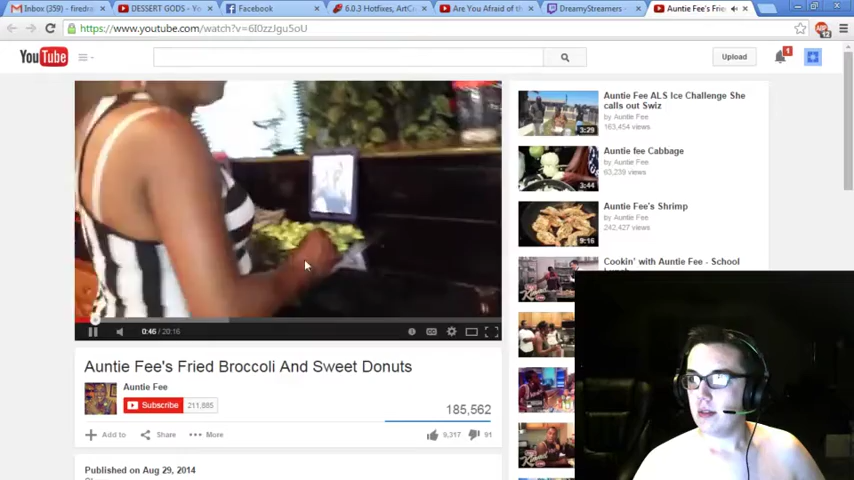 Inbox (359) - firedra
DESSERT GODS - Yo
Facebook
6.0.3 Hotfixes, ArtCr
Are You Afraid of th
DreamyStreamers -
Auntie Fee's Frie
https://www.youtube.com/watch?v=6I0zzJgu5oU
12
YouTube
Upload
1
Auntie Fee ALS Ice Challenge She
calls out Swiz
by Auntie Fee
163,454 views
3:29
Auntie fee Cabbage
by Auntie Fee
63,239 views
3:44
Auntie Fee's Shrimp
by Auntie Fee
242,427 views
9:16
Cookin' with Auntie Fee - School
0:46 / 20:16
Auntie Fee's Fried Broccoli And Sweet Donuts
Auntie Fee
Subscribe 211,885
185,562
Add to Share More
9,317 91
Published on Aug 29, 2014